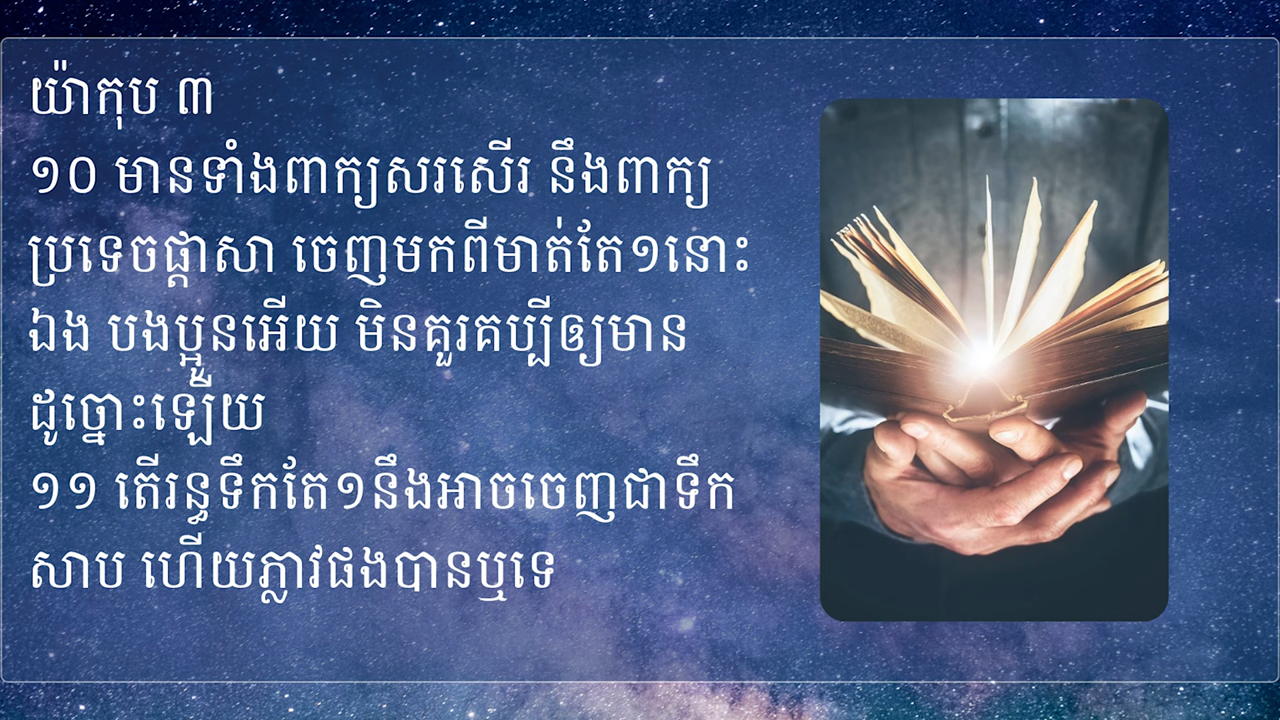 យ៉ាកុប ៣
១០ មានទាំងពាក្យសរសើរ នឹងពាក្យ
ប្រទេចផ្តាសា ចេញមកពីមាត់តែ១នោះ
ឯង បងប្អូនអើយ មិនគួរគប្បីឲ្យមាន
ដូច្នោះឡើយ
១១ តើរន្ធទឹកតែ១នឹងអាចចេញជាទឹក
សាប ហើយភ្លាវផងបានឬទេ